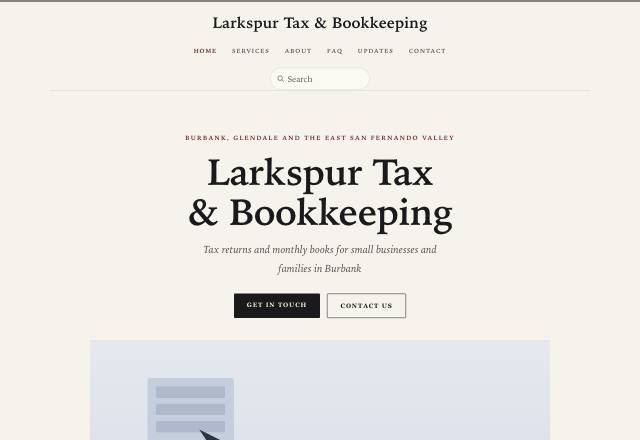 Larkspur Tax & Bookkeeping
HOME SERVICES ABOUT FAQ UPDATES CONTACT
Search
BURBANK, GLENDALE AND THE EAST SAN FERNANDO VALLEY
Larkspur Tax
& Bookkeeping
Tax returns and monthly books for small businesses and
families in Burbank
GET IN TOUCH CONTACT US